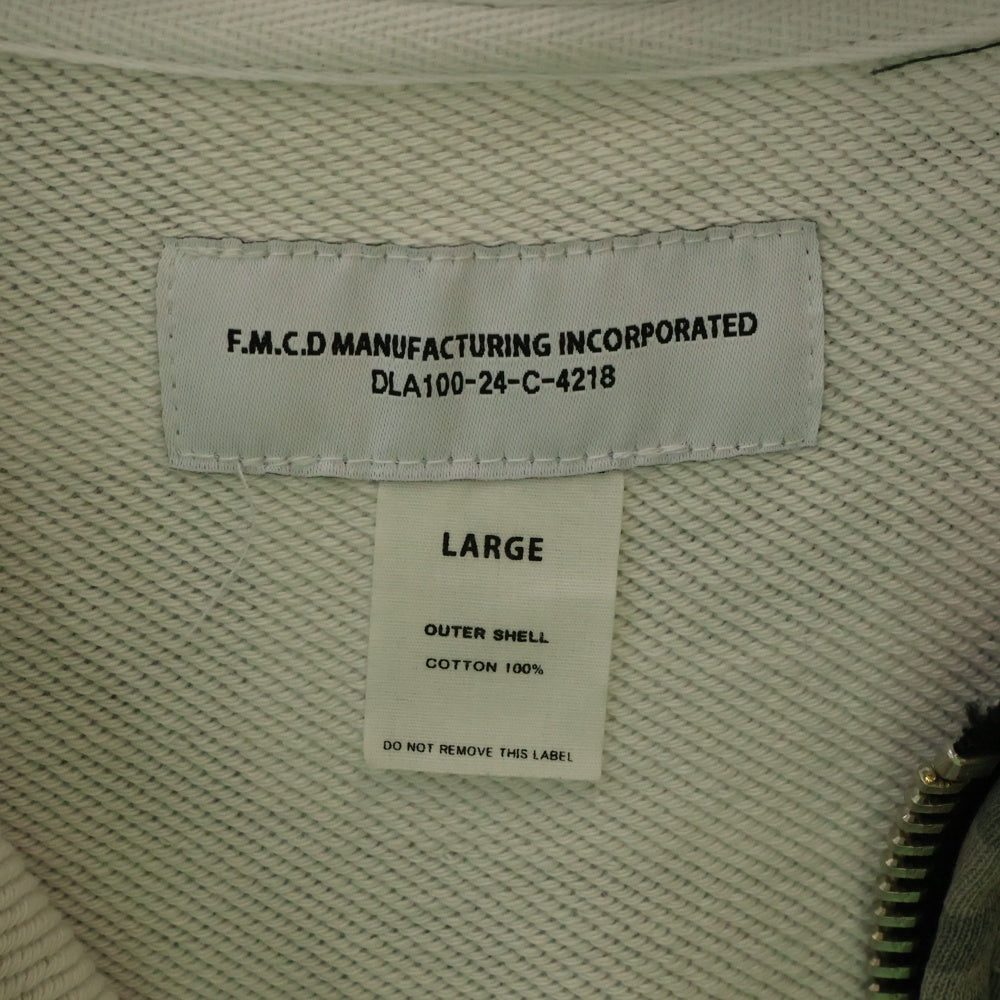 F.M.C.D MANUFACTURING INCORPORATED
DLA100-24-C-4218
LARGE
OUTER SHELL
COTTON 100%
DO NOT REMOVE THIS LABEL